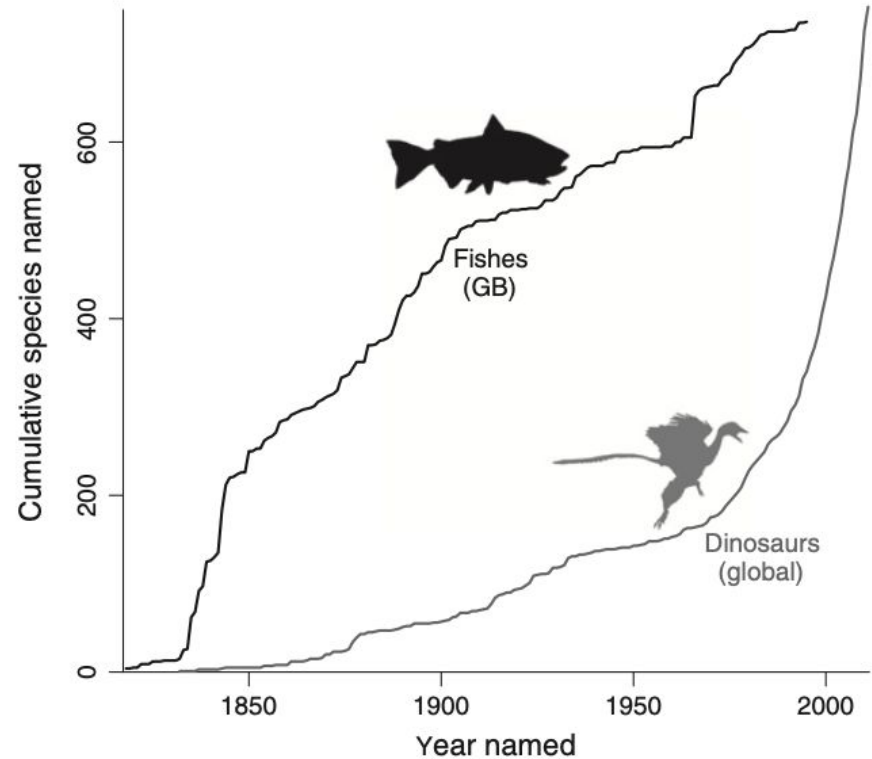 Cumulative species named
600
400
200
0
Fishes
(GB)
Dinosaurs
(global)
1850
1900
1950
2000
Year named